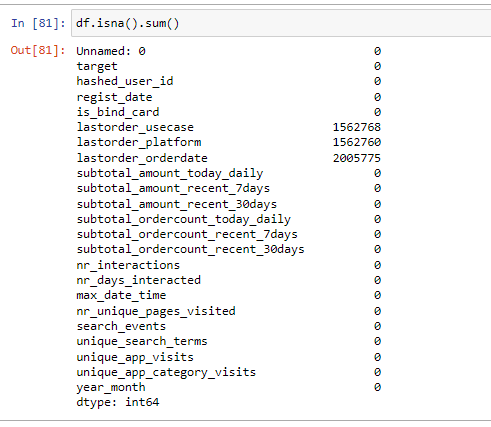 In [81]: df.isna().sum()
Out[81]: Unnamed: 0 0
target 0
hashed_user_id 0
regist_date 0
is_bind_card 0
lastorder_usecase 1562768
lastorder_platform 1562760
lastorder_orderdate 2005775
subtotal_amount_today_daily 0
subtotal_amount_recent_7days 0
subtotal_amount_recent_30days 0
subtotal_ordercount_today_daily 0
subtotal_ordercount_recent_7days 0
subtotal_ordercount_recent_30days 0
nr_interactions 0
nr_days_interacted 0
max_date_time 0
nr_unique_pages_visited 0
search_events 0
unique_search_terms 0
unique_app_visits 0
unique_app_category_visits 0
year_month 0
dtype: int64